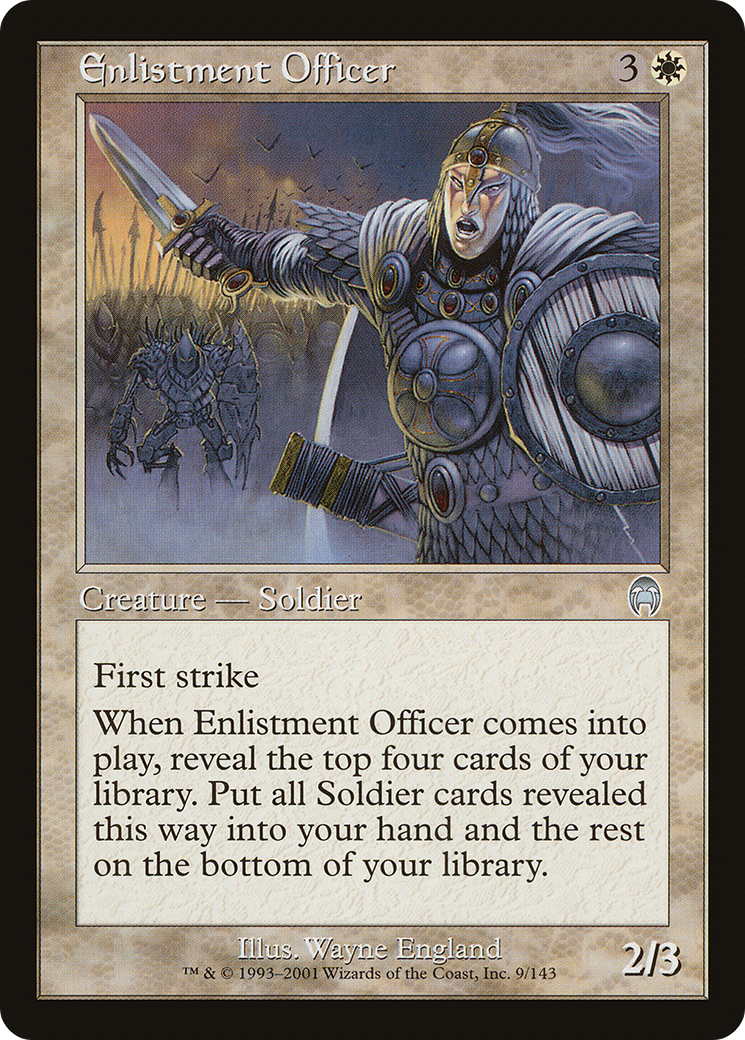 Enlistment Officer 3
Creature — Soldier
First strike
When Enlistment Officer comes into
play, reveal the top four cards of your
library. Put all Soldier cards revealed
this way into your hand and the rest
on the bottom of your library.
Illus. Wayne England
™ & © 1993–2001 Wizards of the Coast, Inc. 9/143
2/3